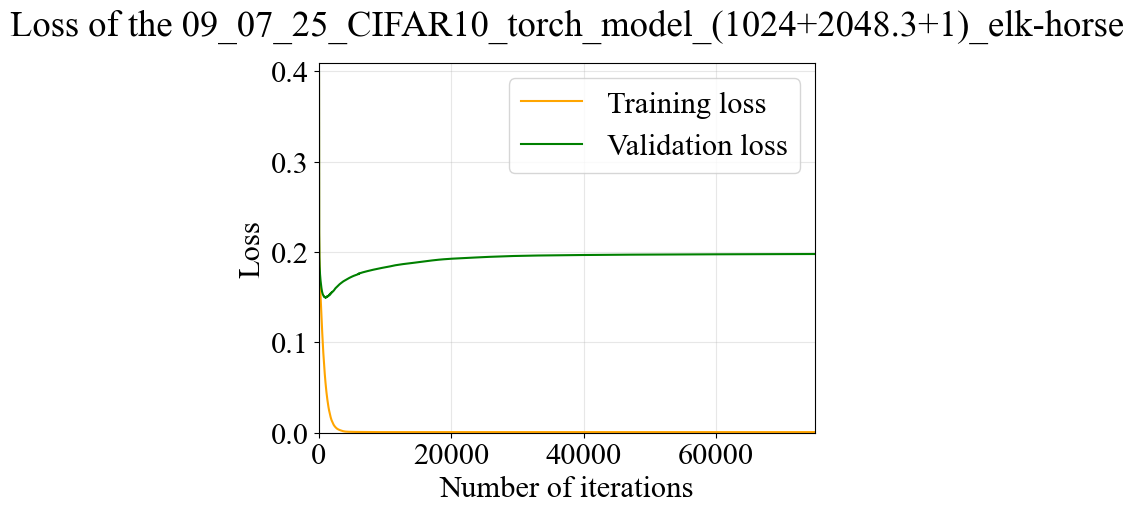 Loss of the 09_07_25_CIFAR10_torch_model_(1024+2048.3+1)_elk-horse
0.4
0.3
0.2
0.1
0.0
Loss
Training loss
Validation loss
0 20000 40000 60000
Number of iterations